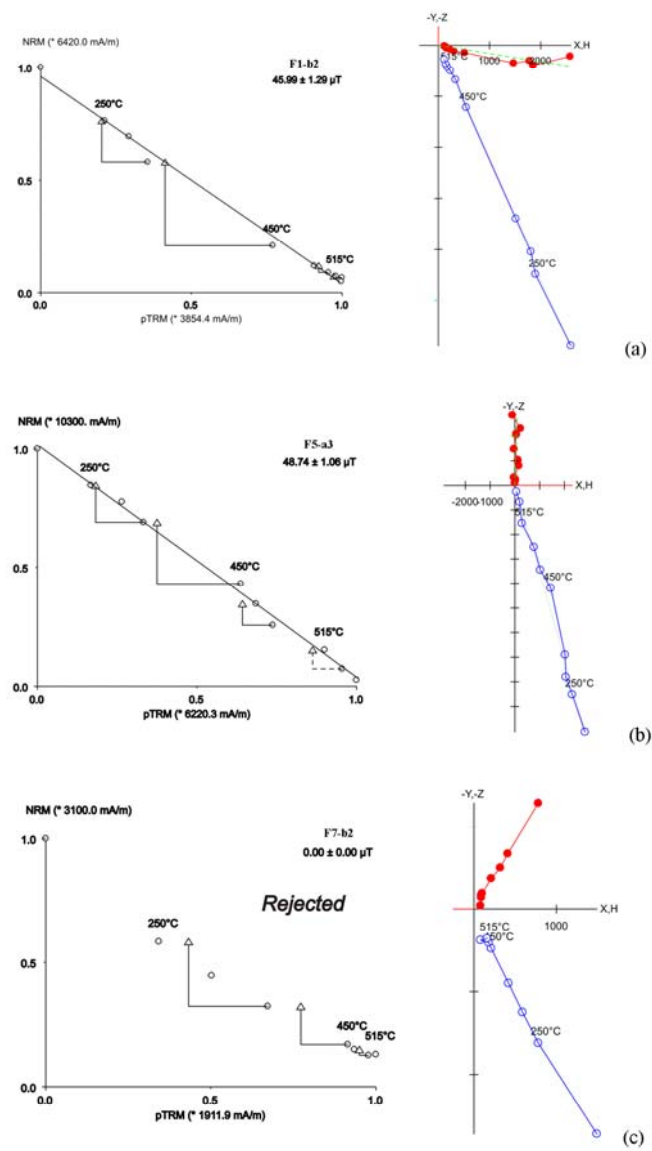 NRM (* 6420.0 mA/m)
F1-b2
45.99 ± 1.29 µT
1.0
250°C
0.5
450°C
515°C
0.0
0.0
0.5
1.0
pTRM (* 3854.4 mA/m)
-Y,-Z
X,H
1000
2000
515°C
450°C
250°C
(a)
NRM (* 10300. mA/m)
F5-a3
48.74 ± 1.06 µT
1.0
250°C
0.5
450°C
515°C
0.0
0.0
0.5
1.0
pTRM (* 6220.3 mA/m)
-Y,-Z
X,H
-2000
-1000
515°C
450°C
250°C
(b)
NRM (* 3100.0 mA/m)
F7-b2
0.00 ± 0.00 µT
1.0
Rejected
250°C
0.5
450°C
515°C
0.0
0.0
0.5
1.0
pTRM (* 1911.9 mA/m)
-Y,-Z
X,H
1000
515°C
450°C
250°C
(c)